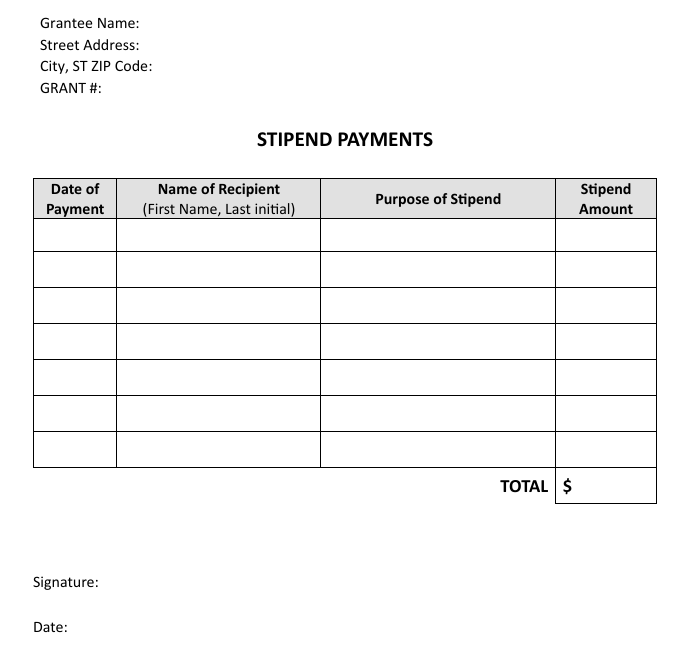 Grantee Name:
Street Address:
City, ST ZIP Code:
GRANT #:
STIPEND PAYMENTS
Date of Payment
Name of Recipient
(First Name, Last initial)
Purpose of Stipend
Stipend Amount
TOTAL $
Signature:
Date: